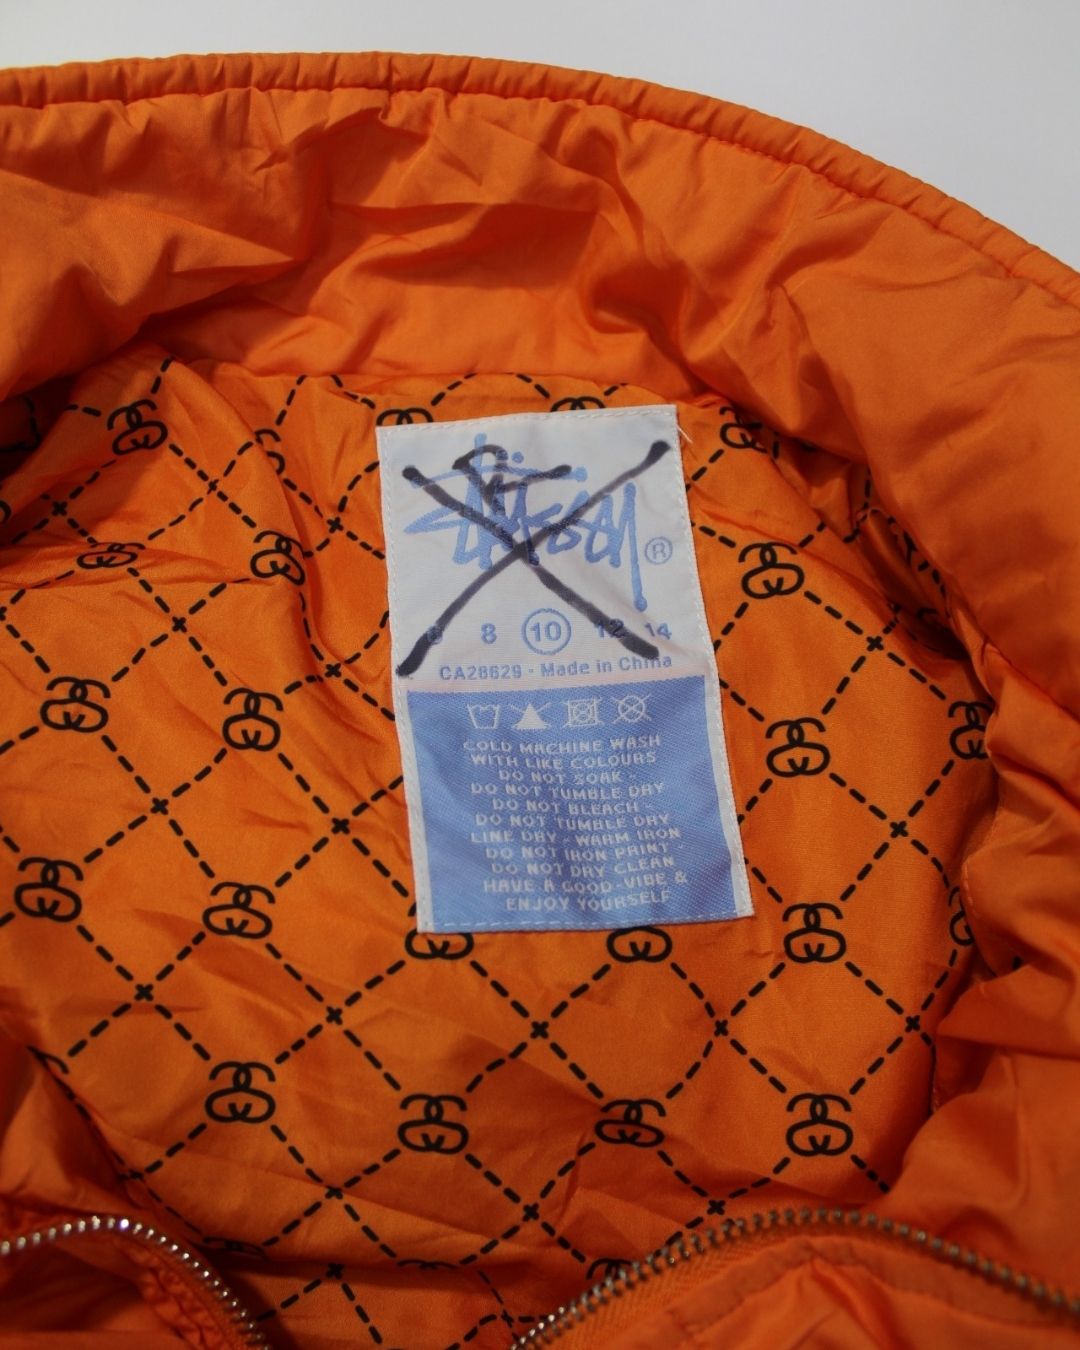 Stüssy ®
6 8 10 12 14
CA28629 - Made in China
COLD MACHINE WASH
WITH LIKE COLOURS
DO NOT SOAK -
DO NOT TUMBLE DRY
DO NOT BLEACH -
DO NOT TUMBLE DRY
LINE DRY - WARM IRON
DO NOT IRON PRINT -
DO NOT DRY CLEAN
HAVE A GOOD-VIBE &
ENJOY YOURSELF